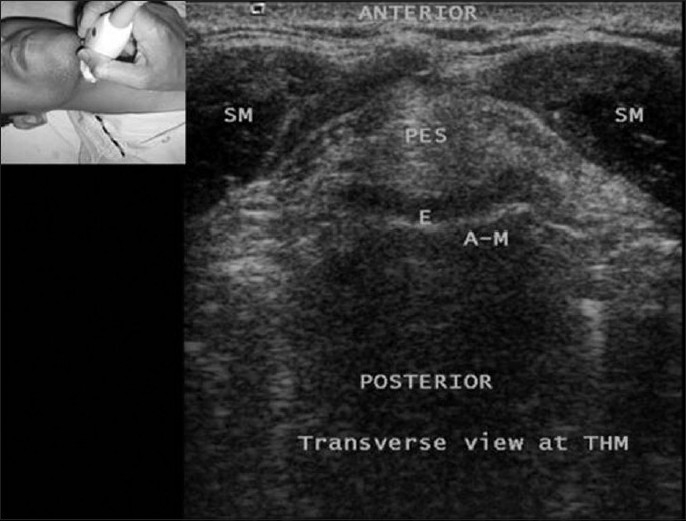 ANTERIOR
SM SM
PES
E
A-M
POSTERIOR
Transverse view at THM